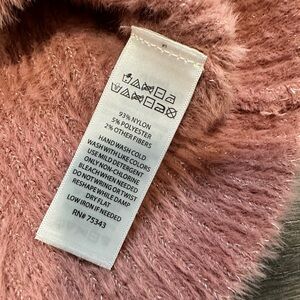 93% NYLON
5% POLYESTER
2% OTHER FIBERS
HAND WASH COLD
WASH WITH LIKE COLORS
USE MILD DETERGENT
ONLY NON-CHLORINE
BLEACH WHEN NEEDED
DO NOT WRING OR TWIST
RESHAPE WHILE DAMP
DRY FLAT
LOW IRON IF NEEDED
RN# 75343